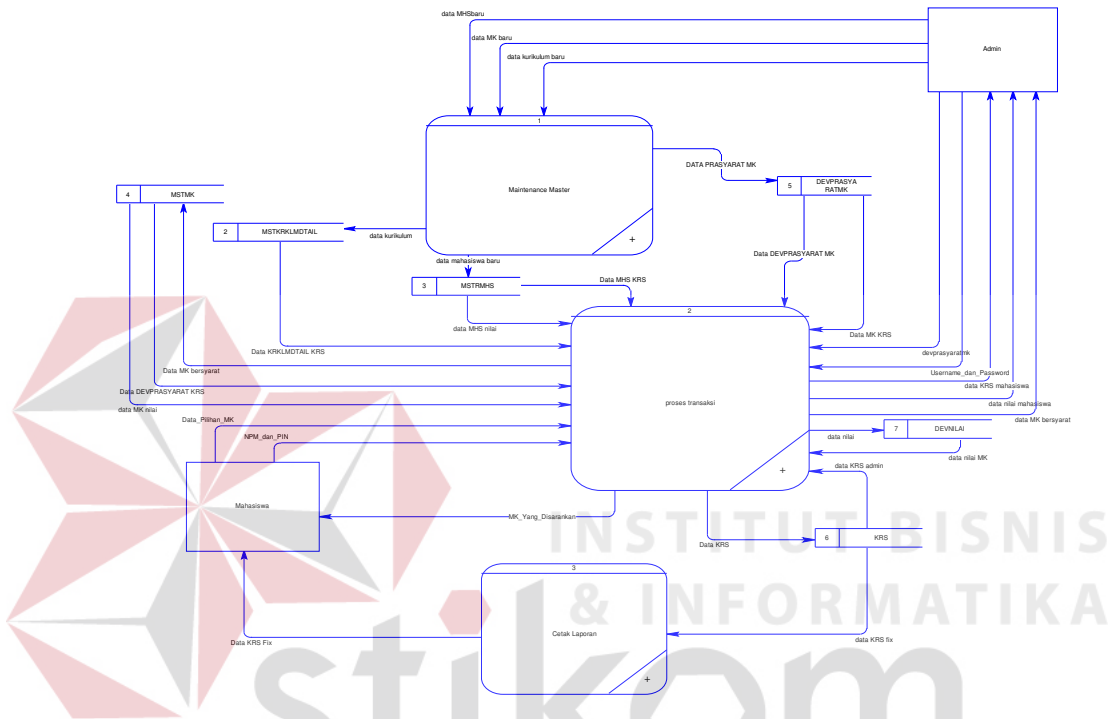 data MHSbaru
data MK baru
data kurikulum baru
Admin
1
Maintenance Master
+
DATA PRASYARAT MK
5
DEVPRASYA
RATMK
4
MSTMK
2
MSTKRKLMDTAIL
data kurikulum
data mahasiswa baru
3
MSTRMHS
Data MHS KRS
Data DEVPRASYARAT MK
data MHS nilai
2
proses transaksi
+
Data MK KRS
devprasyaratmk
Data KRKLMDTAIL KRS
Data MK bersyarat
Username_dan_Password
data KRS mahasiswa
Data DEVPRASYARAT KRS
data nilai mahasiswa
data MK nilai
data MK bersyarat
Data_Pilihan_MK
NPM_dan_PIN
data nilai
7
DEVNILAI
data nilai MK
data KRS admin
Mahasiswa
MK_Yang_Disarankan
Data KRS
6
KRS
3
Cetak Laporan
+
Data KRS Fix
data KRS fix
INSTITUT BISNIS
& INFORMATIKA
stikom